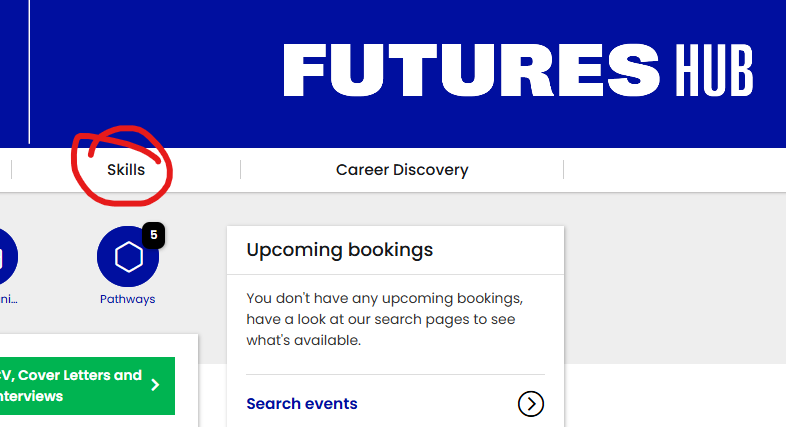 FUTURES HUB
Skills
Career Discovery
5
ni...
Pathways
Upcoming bookings
You don't have any upcoming bookings,
have a look at our search pages to see
what's available.
V, Cover Letters and
nterviews
Search events